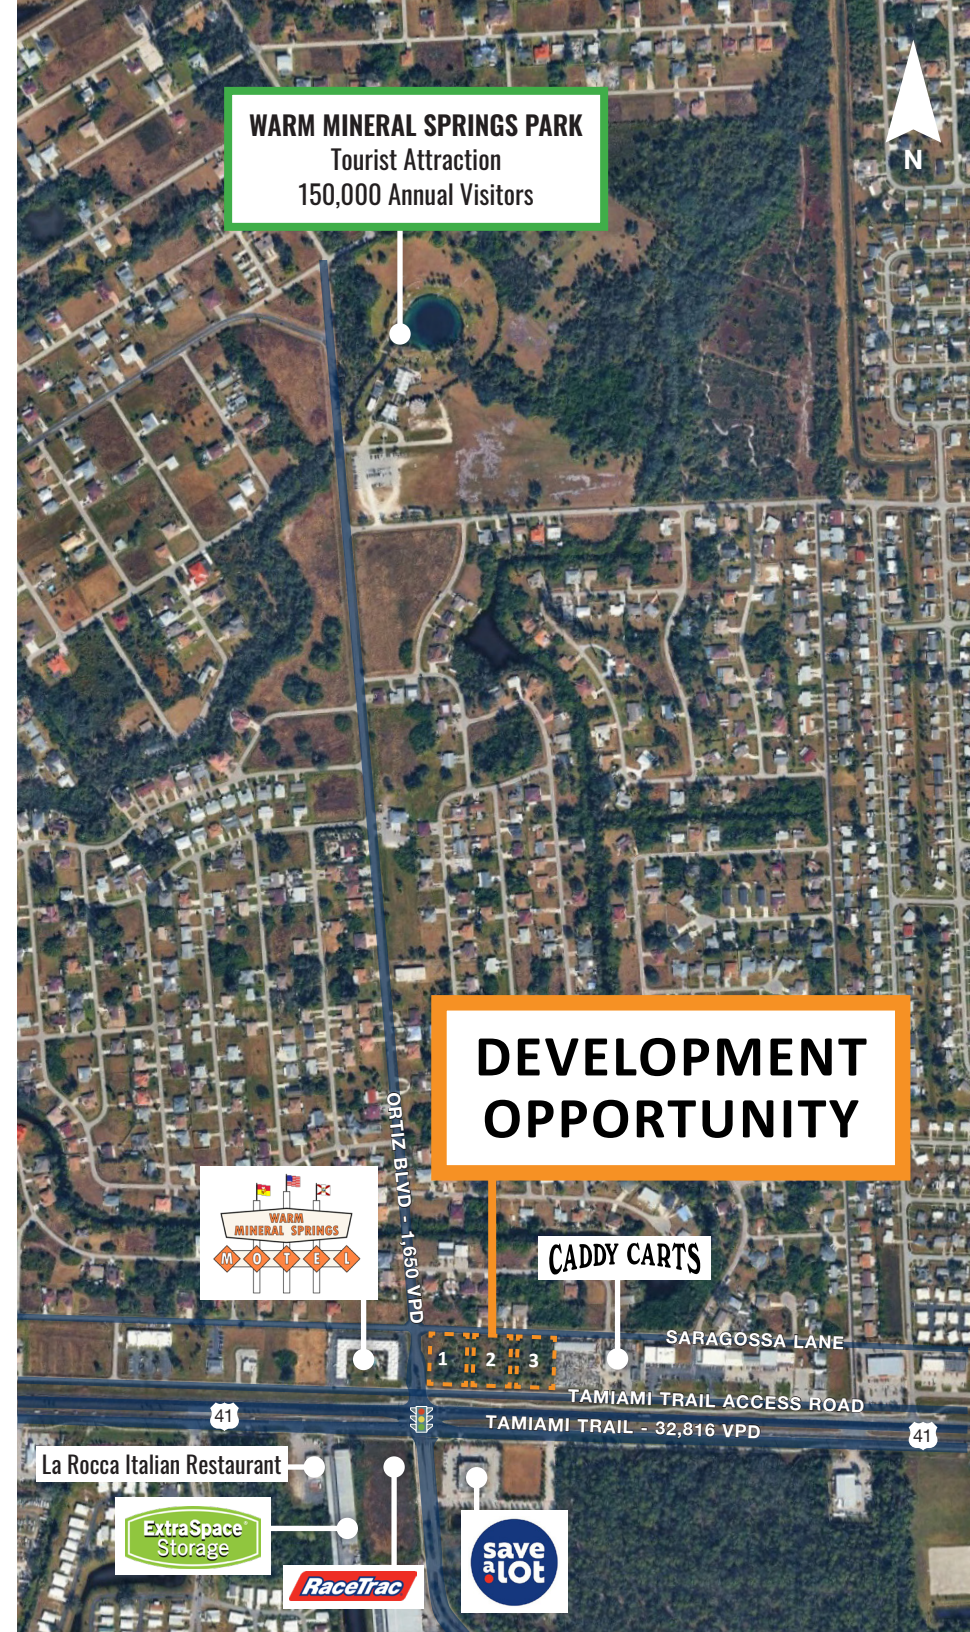 WARM MINERAL SPRINGS PARK
Tourist Attraction
150,000 Annual Visitors
N
DEVELOPMENT
OPPORTUNITY
ORTIZ BLVD - 1,650 VPD
WARM
MINERAL SPRINGS
MOTEL
CADDY CARTS
SARAGOSSA LANE
1
2
3
TAMIAMI TRAIL ACCESS ROAD
41
TAMIAMI TRAIL - 32,816 VPD
41
La Rocca Italian Restaurant
ExtraSpace
Storage
RaceTrac
save
a lot